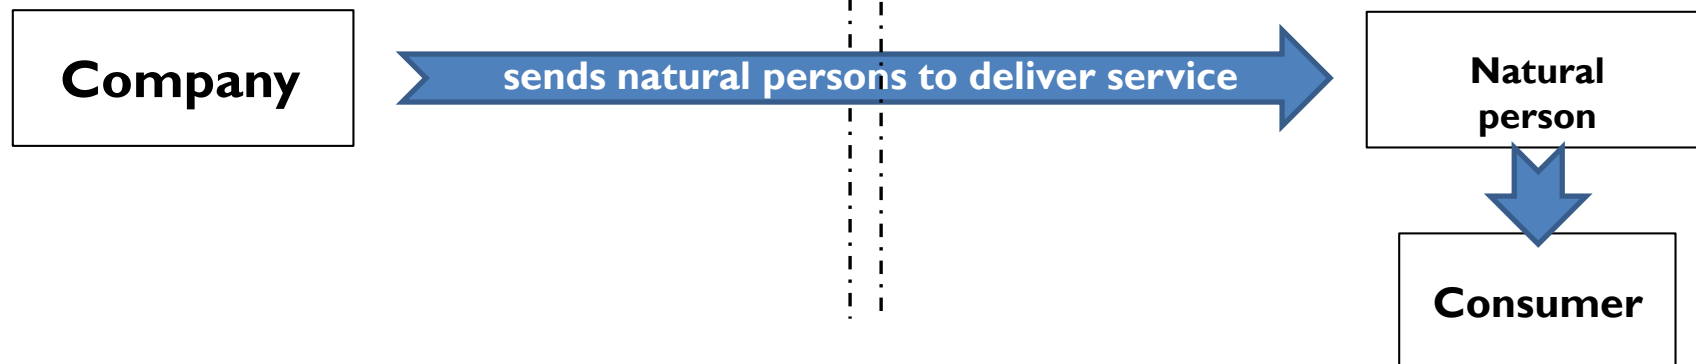 Company
sends natural persons to deliver service
Natural
person
Consumer